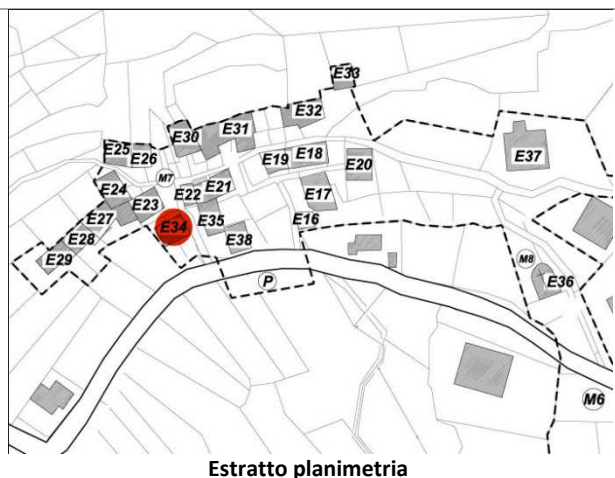 E33
E32
E30
E31
E25
E26
E19
E18
E20
E37
M7
E24
E22
E21
E17
E23
E27
E34
E35
E16
E28
E38
E29
P
M8
E36
M6
Estratto planimetria